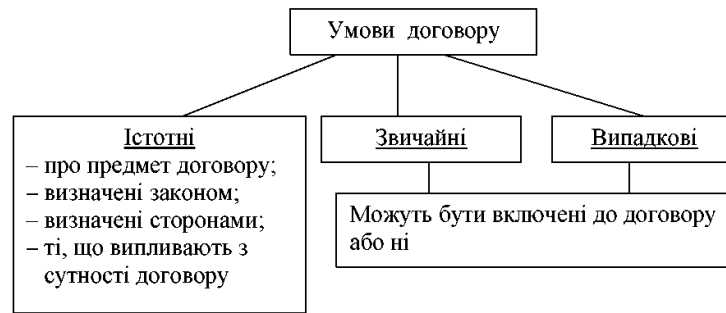 Умови договору
Істотні
– про предмет договору;
– визначені законом;
– визначені сторонами;
– ті, що випливають з
сутності договору
Звичайні
Випадкові
Можуть бути включені до договору
або ні